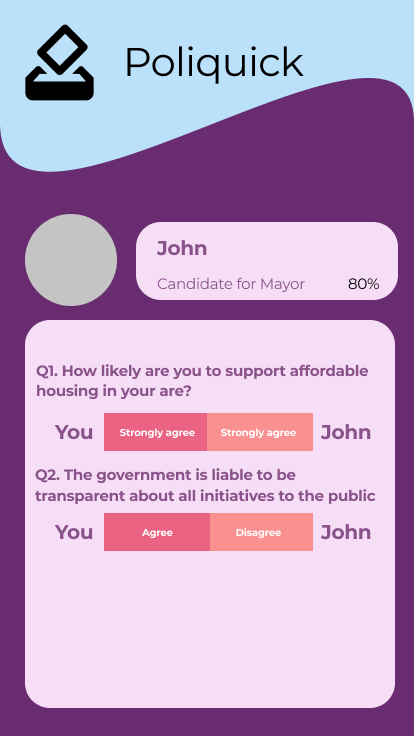 Poliquick
John
Candidate for Mayor 80%
Q1. How likely are you to support affordable
housing in your are?
You Strongly agree Strongly agree John
Q2. The government is liable to be
transparent about all initiatives to the public
You Agree Disagree John